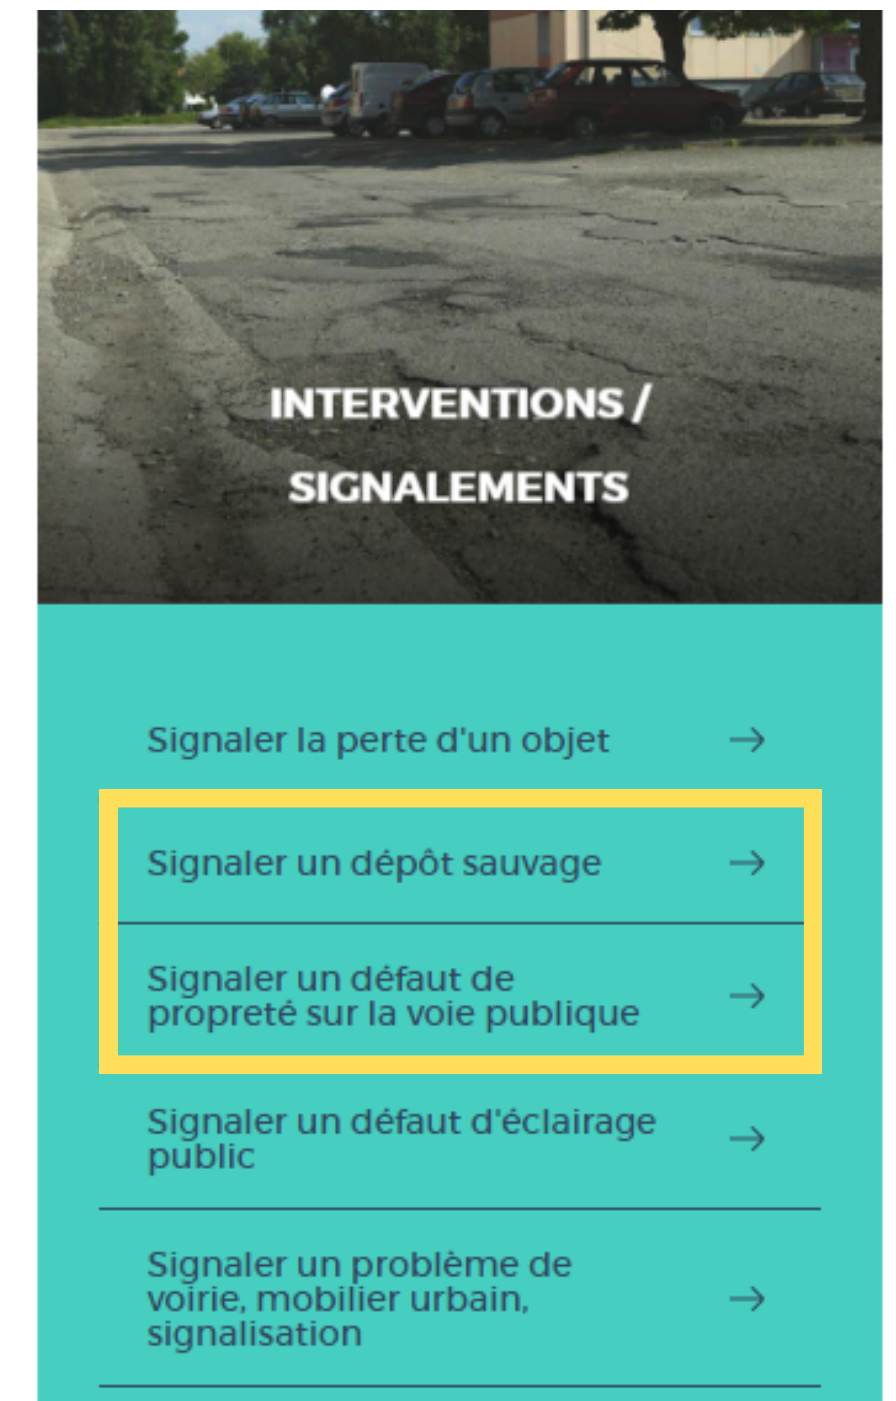 INTERVENTIONS /
SIGNALEMENTS
Signaler la perte d'un objet
Signaler un dépôt sauvage
Signaler un défaut de
propreté sur la voie publique
Signaler un défaut d'éclairage
public
Signaler un problème de
voirie, mobilier urbain,
signalisation